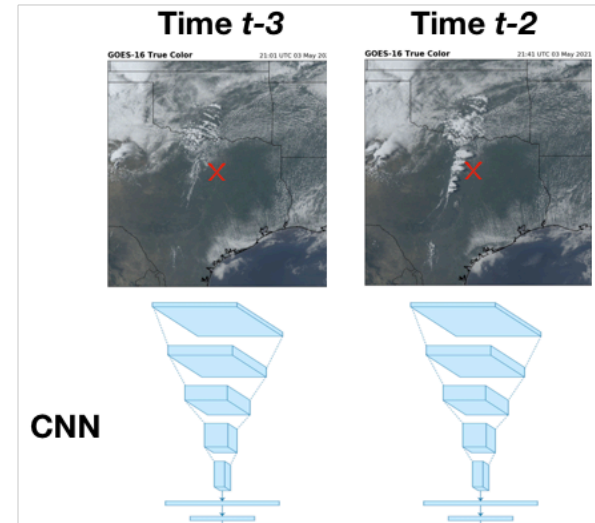 Time t-3
Time t-2
GOES-16 True Color 21:01 UTC 03 May 20
GOES-16 True Color 21:41 UTC 03 May 2021
CNN